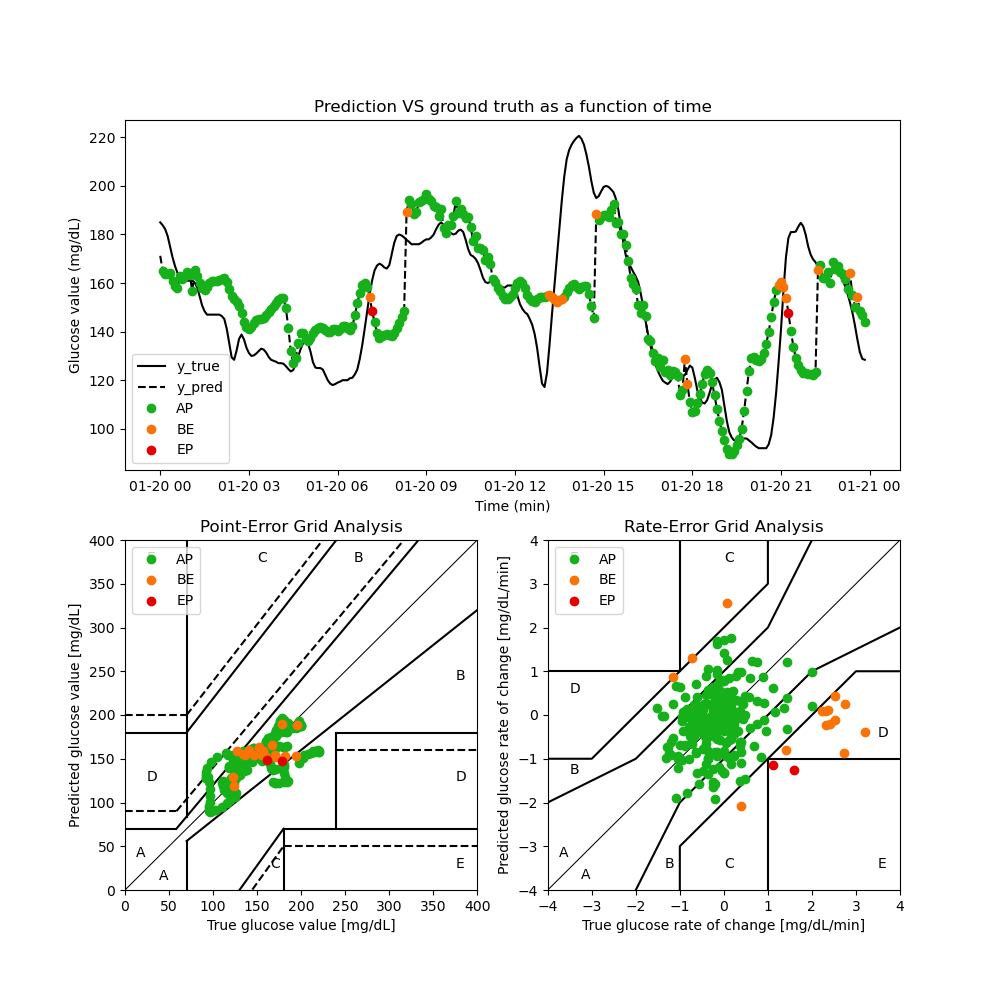 Prediction VS ground truth as a function of time
Glucose value (mg/dL)
220
200
180
160
140
120
100
y_true
y_pred
AP
BE
EP
01-20 00 01-20 03 01-20 06 01-20 09 01-20 12 01-20 15 01-20 18 01-20 21 01-21 00
Time (min)
Point-Error Grid Analysis
Predicted glucose value [mg/dL]
400
350
300
250
200
150
100
50
0
AP
BE
EP
C
B
B
D
D
A
A
C
E
0 50 100 150 200 250 300 350 400
True glucose value [mg/dL]
Rate-Error Grid Analysis
Predicted glucose rate of change [mg/dL/min]
4
3
2
1
0
−1
−2
−3
−4
AP
BE
EP
C
D
D
B
A
A
B
C
E
−4 −3 −2 −1 0 1 2 3 4
True glucose rate of change [mg/dL/min]